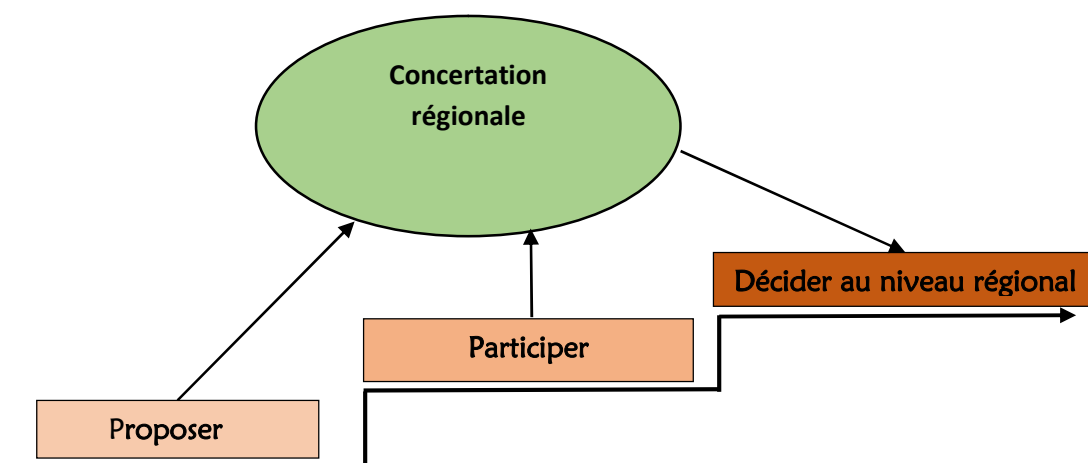 Concertation
régionale
Décider au niveau régional
Participer
Proposer